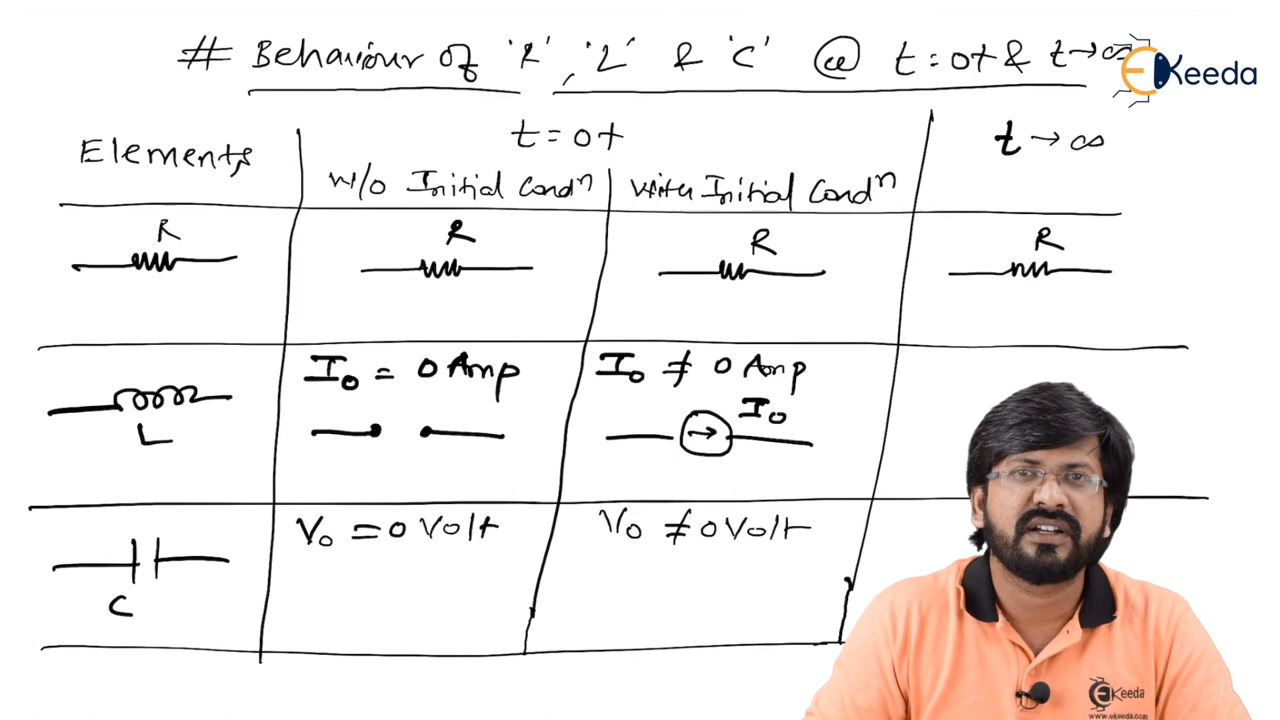 # Behaviour of 'R', 'L' & 'C' @ t = 0+ & t → ∞
EKeeda
Elements
t = 0+
t → ∞
w/o Initial Condⁿ
with Initial Condⁿ
R
R
R
R
I₀ = 0 Amp
I₀ ≠ 0 Amp
L
→
I₀
V₀ = 0 Volt
V₀ ≠ 0 Volt
C
EKeeda
www.ekeeda.com